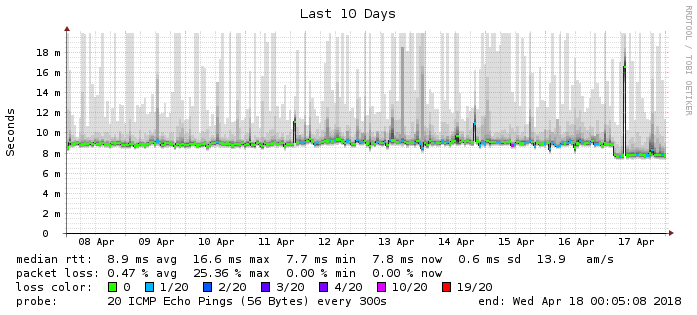 Last 10 Days
RRDTOOL / TOBI OETIKER
Seconds
18 m
16 m
14 m
12 m
10 m
8 m
6 m
4 m
2 m
0
08 Apr 09 Apr 10 Apr 11 Apr 12 Apr 13 Apr 14 Apr 15 Apr 16 Apr 17 Apr
median rtt: 8.9 ms avg 16.6 ms max 7.7 ms min 7.8 ms now 0.6 ms sd 13.9 am/s
packet loss: 0.47 % avg 25.36 % max 0.00 % min 0.00 % now
loss color: 0 1/20 2/20 3/20 4/20 10/20 19/20
probe: 20 ICMP Echo Pings (56 Bytes) every 300s end: Wed Apr 18 00:05:08 2018